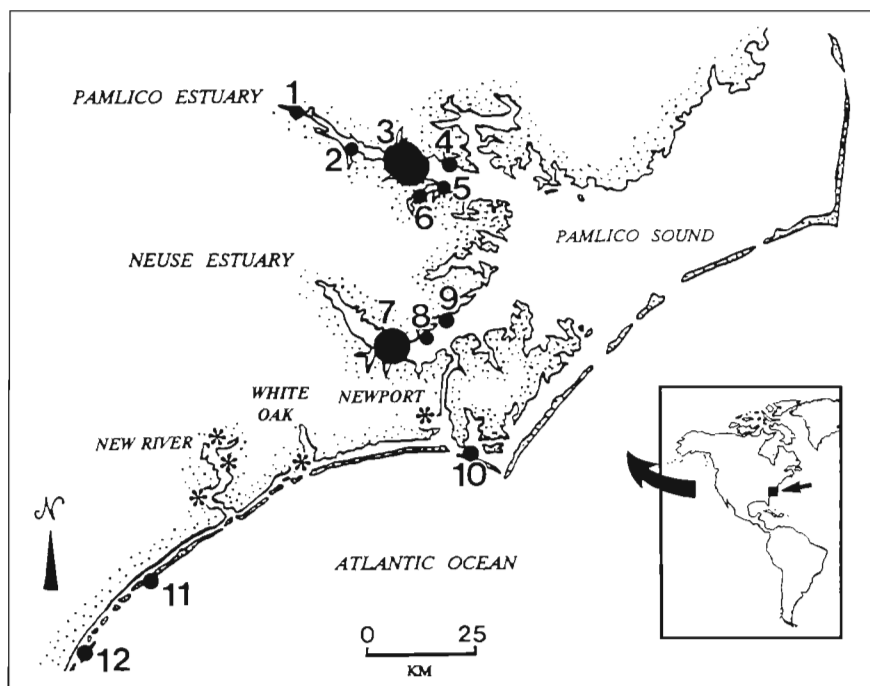 PAMLICO ESTUARY
1
2
3
4
5
6
PAMLICO SOUND
NEUSE ESTUARY
7
8
9
WHITE
OAK
NEWPORT
*
NEW RIVER
*
*
*
*
10
N
ATLANTIC OCEAN
11
12
0 25
KM